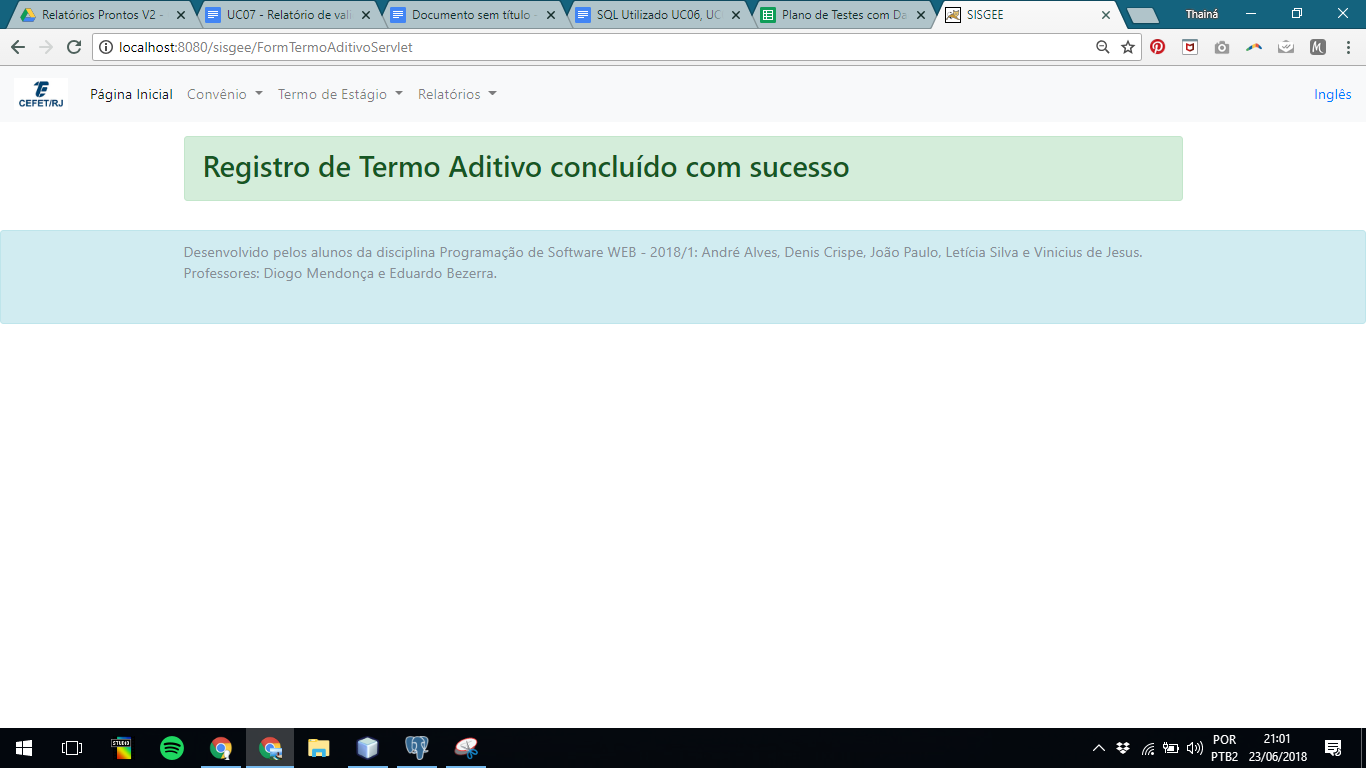 Relatórios Prontos V2 -
UC07 - Relatório de vali
Documento sem título -
SQL Utilizado UC06, UC
Plano de Testes com Da
SISGEE
Thainá
localhost:8080/sisgee/FormTermoAditivoServlet
CEFET/RJ
Página Inicial
Convênio
Termo de Estágio
Relatórios
Inglês
Registro de Termo Aditivo concluído com sucesso
Desenvolvido pelos alunos da disciplina Programação de Software WEB - 2018/1: André Alves, Denis Crispe, João Paulo, Letícia Silva e Vinicius de Jesus.
Professores: Diogo Mendonça e Eduardo Bezerra.
STUDIO
POR
PTB2
21:01
23/06/2018